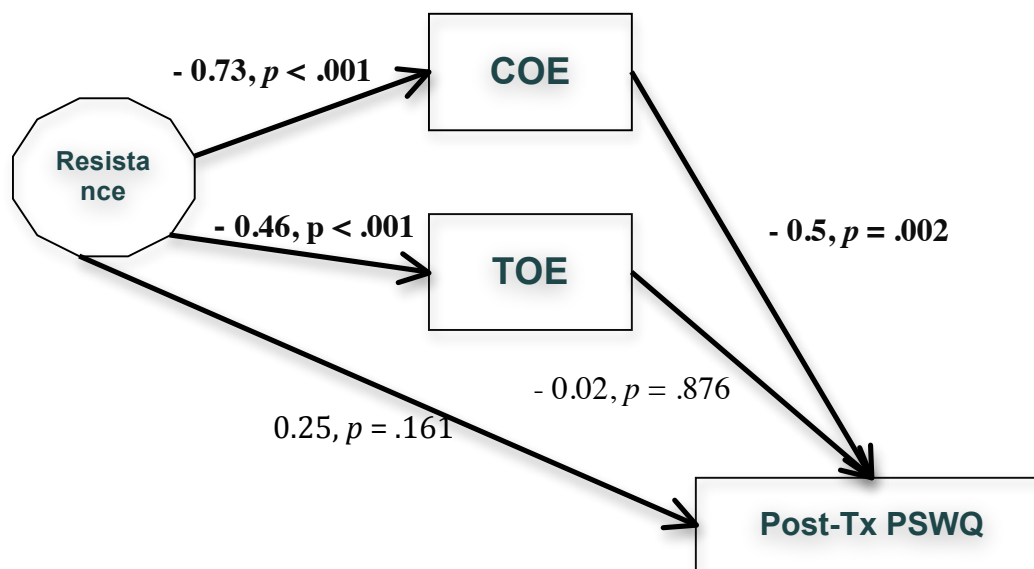 COE
- 0.73, p < .001
Resista
nce
- 0.46, p < .001
- 0.5, p = .002
TOE
- 0.02, p = .876
0.25, p = .161
Post-Tx PSWQ